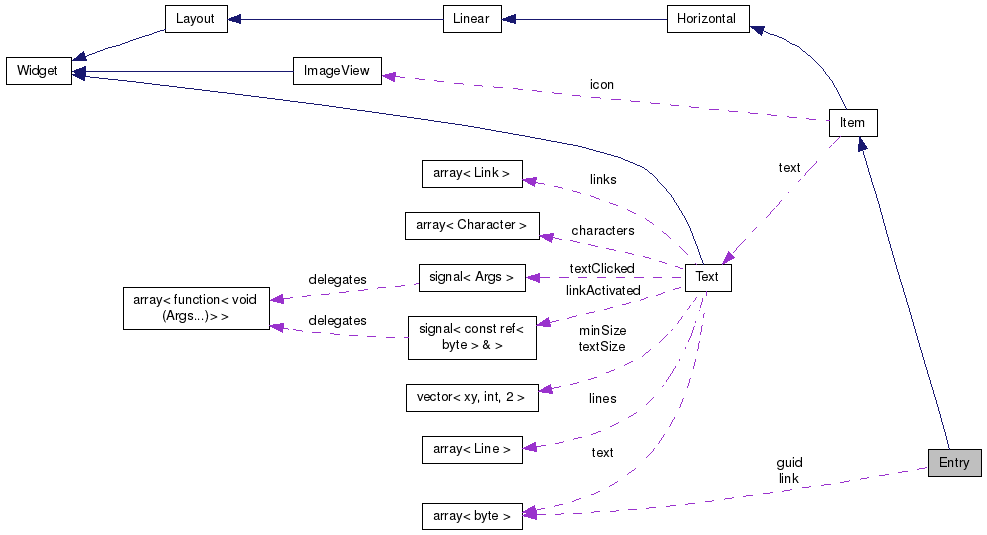 Layout
Linear
Horizontal
Widget
ImageView
icon
Item
text
array< Link >
links
array< Character >
characters
Text
textClicked
signal< Args >
delegates
linkActivated
array< function< void
(Args...)> >
delegates
signal< const ref<
byte > & >
minSize
textSize
vector< xy, int, 2 >
lines
array< Line >
text
Entry
guid
link
array< byte >